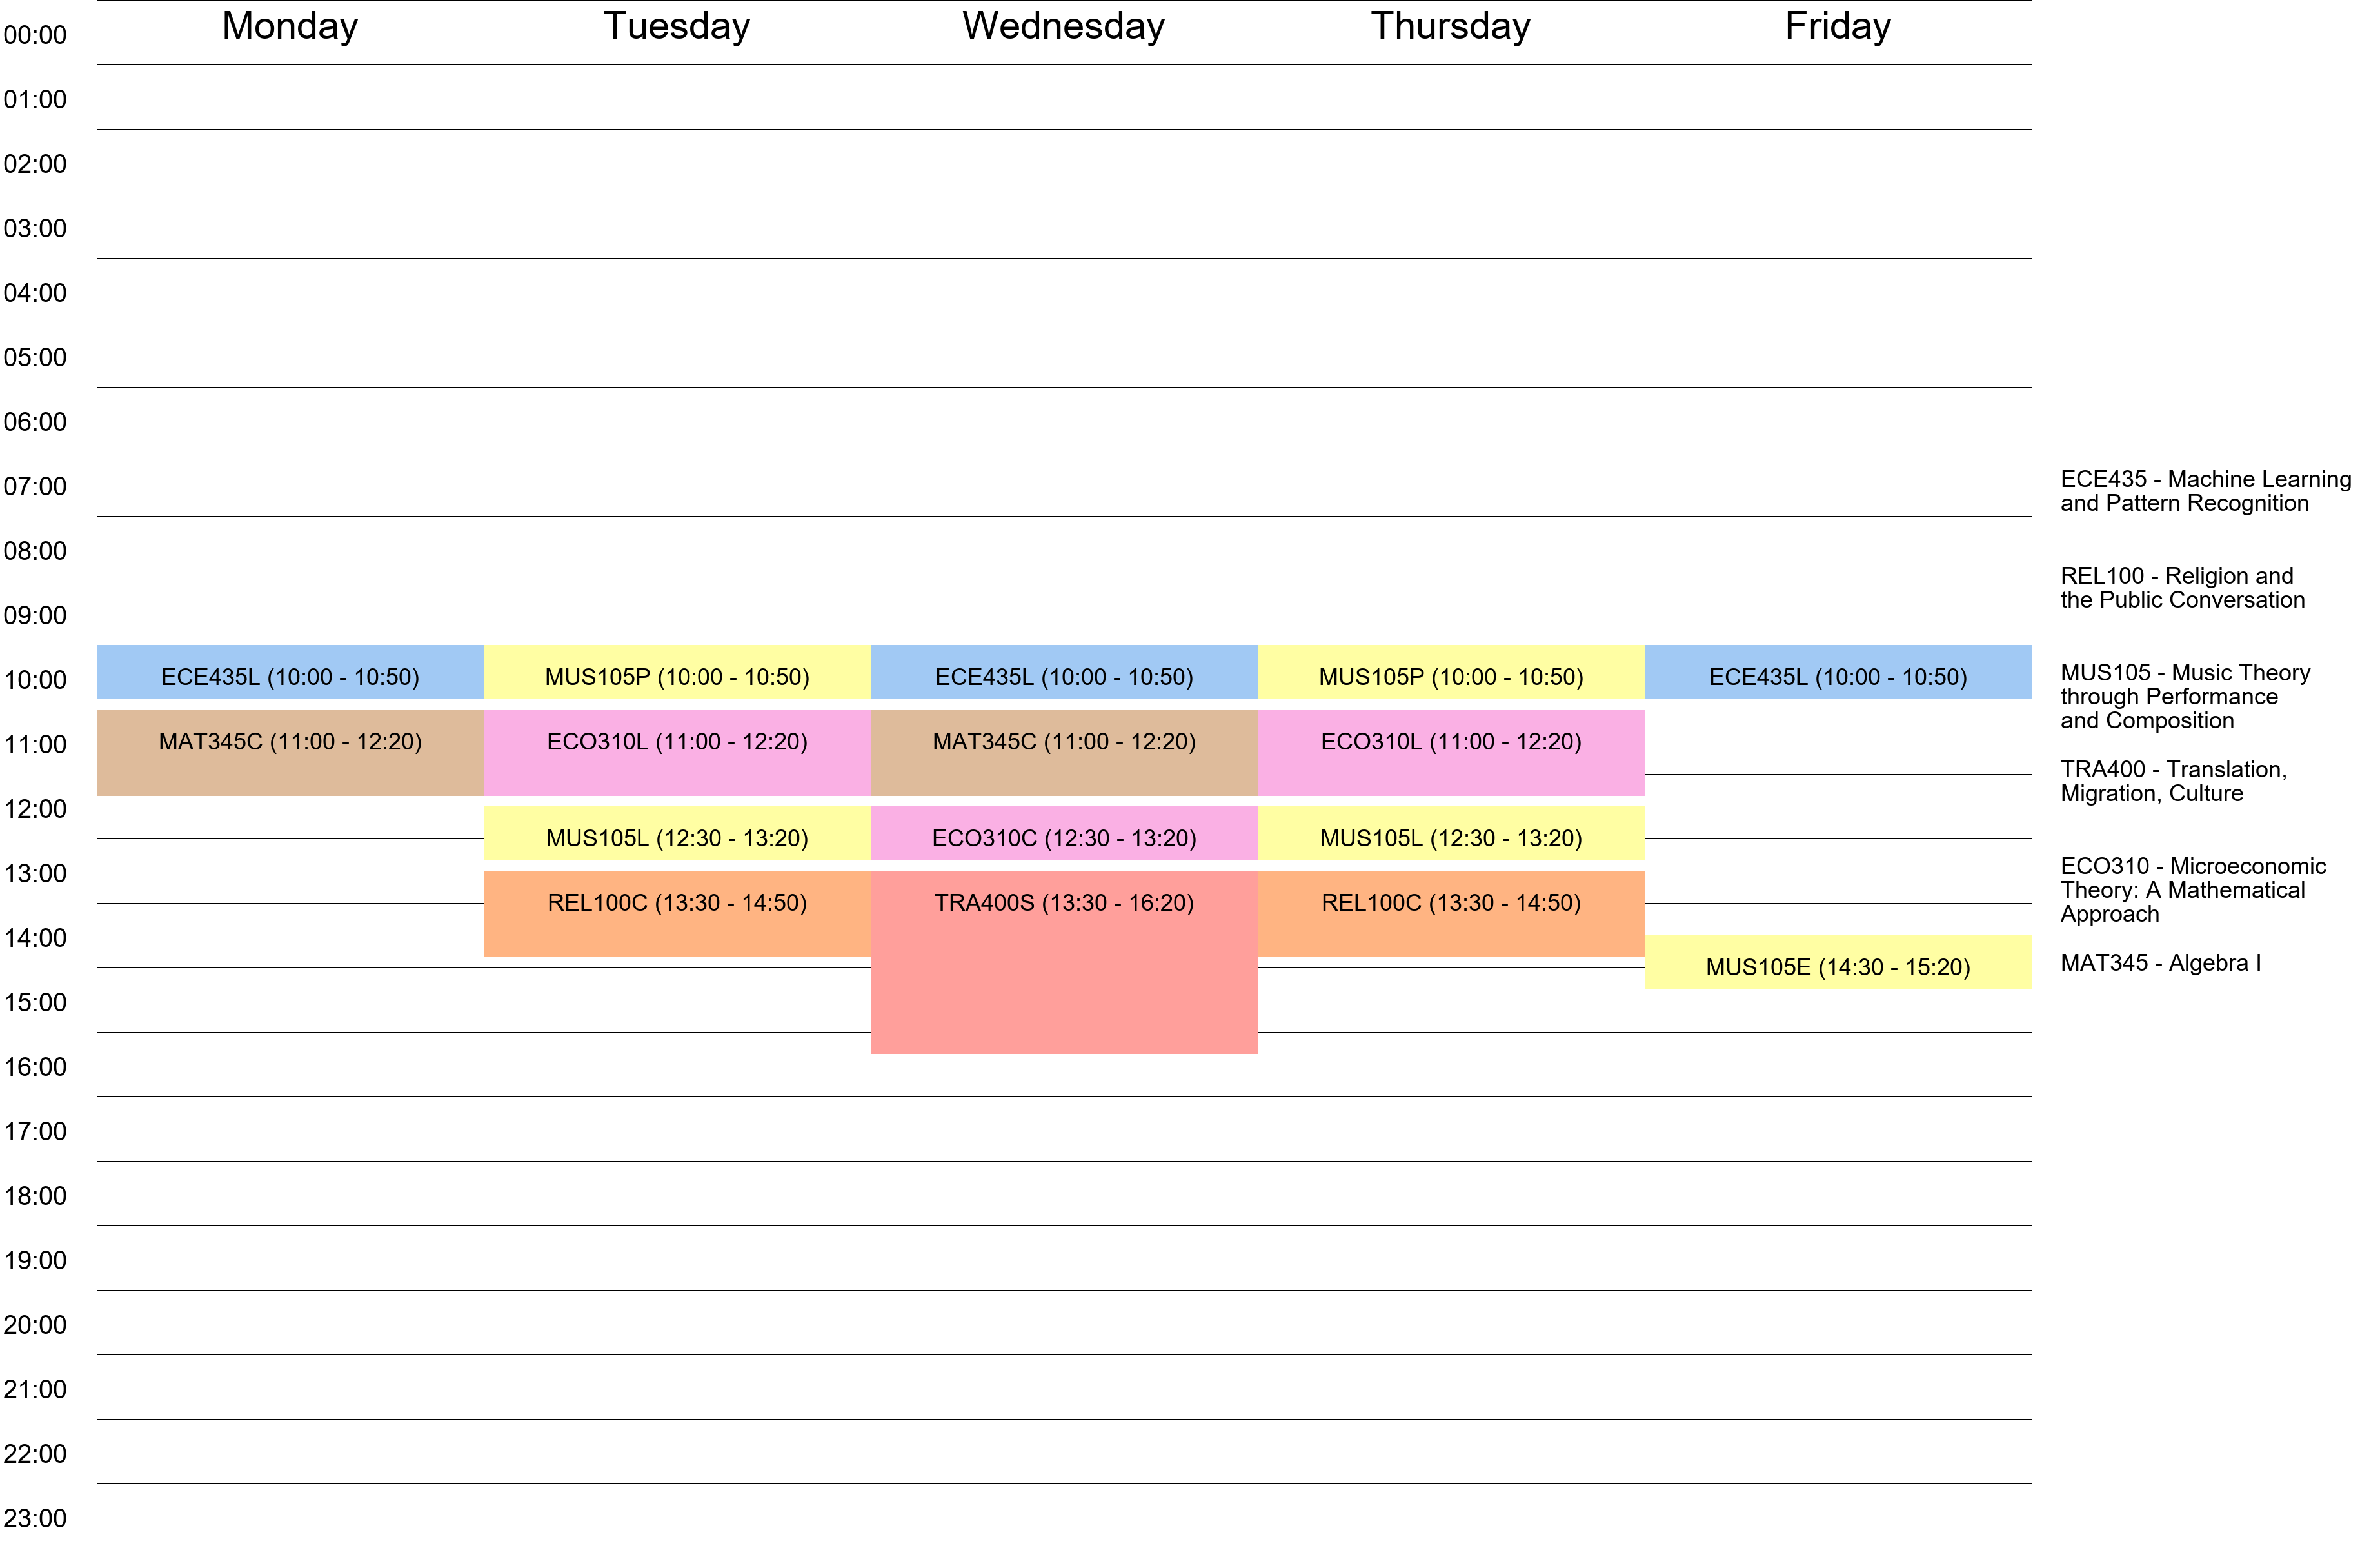 Monday
Tuesday
Wednesday
Thursday
Friday
00:00
01:00
02:00
03:00
04:00
05:00
06:00
07:00
08:00
09:00
10:00
11:00
12:00
13:00
14:00
15:00
16:00
17:00
18:00
19:00
20:00
21:00
22:00
23:00
ECE435L (10:00 - 10:50)
MAT345C (11:00 - 12:20)
MUS105P (10:00 - 10:50)
ECO310L (11:00 - 12:20)
MUS105L (12:30 - 13:20)
REL100C (13:30 - 14:50)
ECE435L (10:00 - 10:50)
MAT345C (11:00 - 12:20)
ECO310C (12:30 - 13:20)
TRA400S (13:30 - 16:20)
MUS105P (10:00 - 10:50)
ECO310L (11:00 - 12:20)
MUS105L (12:30 - 13:20)
REL100C (13:30 - 14:50)
ECE435L (10:00 - 10:50)
MUS105E (14:30 - 15:20)
ECE435 - Machine Learning
and Pattern Recognition
REL100 - Religion and
the Public Conversation
MUS105 - Music Theory
through Performance
and Composition
TRA400 - Translation,
Migration, Culture
ECO310 - Microeconomic
Theory: A Mathematical
Approach
MAT345 - Algebra I